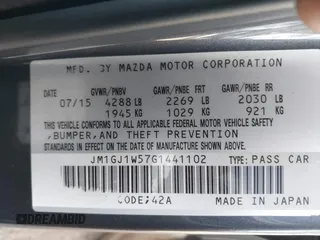 MFD. BY MAZDA MOTOR CORPORATION
GVWR/PNBV GAWR/PNBE FRT GAWR/PNBE RR
07/15 4288 LB 2269 LB 2030 LB
1945 KG 1029 KG 921 KG
THIS VEHICLE CONFORMS TO ALL APPLICABLE FEDERAL MOTOR VEHICLE SAFETY
,BUMPER,AND THEFT PREVENTION
STANDARDS IN EFFECT ON THE DATE OF MANUFACTURE SHOWN ABOVE.
JM1GJ1W57G1441102 TYPE:PASS CAR
CODE:42A MADE IN JAPAN
DREAMBID